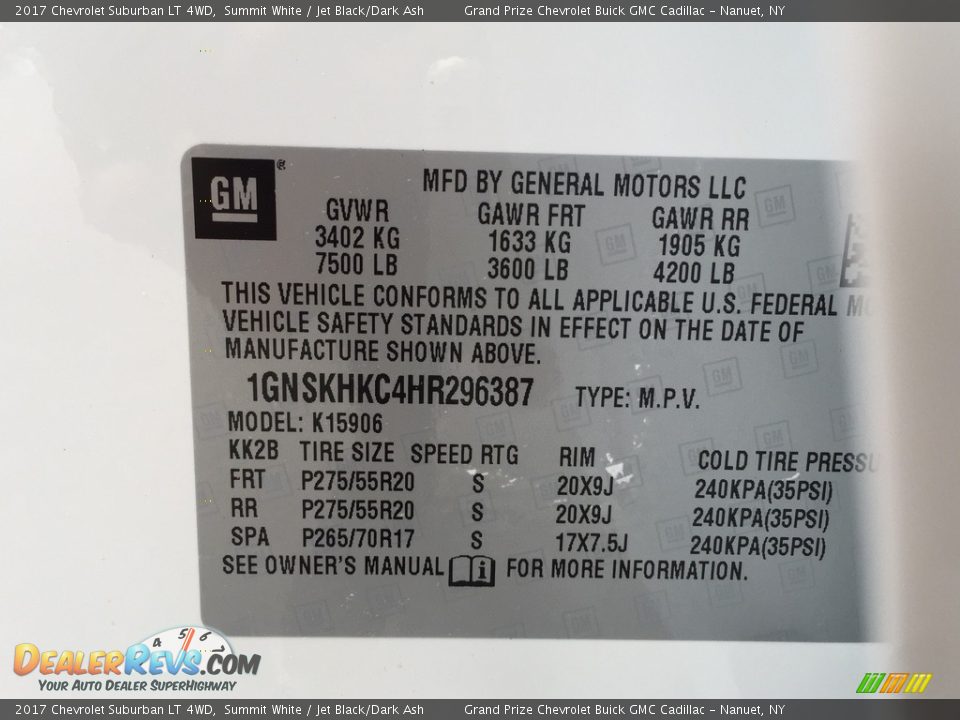 2017 Chevrolet Suburban LT 4WD, Summit White / Jet Black/Dark Ash Grand Prize Chevrolet Buick GMC Cadillac - Nanuet, NY
GM®
MFD BY GENERAL MOTORS LLC
GVWR GAWR FRT GAWR RR
3402 KG 1633 KG 1905 KG
7500 LB 3600 LB 4200 LB
THIS VEHICLE CONFORMS TO ALL APPLICABLE U.S. FEDERAL
VEHICLE SAFETY STANDARDS IN EFFECT ON THE DATE OF
MANUFACTURE SHOWN ABOVE.
1GNSKHKC4HR296387 TYPE: M.P.V.
MODEL: K15906
KK2B TIRE SIZE SPEED RTG RIM COLD TIRE PRESSU
FRT P275/55R20 S 20X9J 240KPA(35PSI)
RR P275/55R20 S 20X9J 240KPA(35PSI)
SPA P265/70R17 S 17X7.5J 240KPA(35PSI)
SEE OWNER'S MANUAL i FOR MORE INFORMATION.
4 5 6
DEALERREVS.COM
YOUR AUTO DEALER SUPERHIGHWAY
2017 Chevrolet Suburban LT 4WD, Summit White / Jet Black/Dark Ash Grand Prize Chevrolet Buick GMC Cadillac - Nanuet, NY